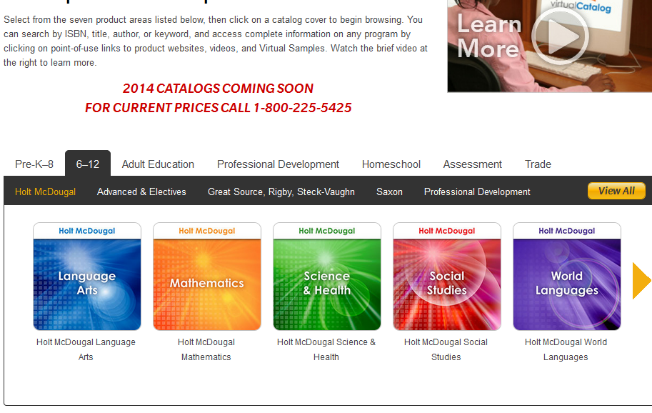 Select from the seven product areas listed below, then click on a catalog cover to begin browsing. You
can search by ISBN, title, author, or keyword, and access complete information on any program by
clicking on point-of-use links to product websites, videos, and Virtual Samples. Watch the brief video at
the right to learn more.
virtualCatalog
Learn
More
2014 CATALOGS COMING SOON
FOR CURRENT PRICES CALL 1-800-225-5425
Pre-K–8 6–12 Adult Education Professional Development Homeschool Assessment Trade
Holt McDougal Advanced & Electives Great Source, Rigby, Steck-Vaughn Saxon Professional Development View All
Holt McDougal Holt McDougal Holt McDougal Holt McDougal Holt McDougal
Language
Arts
Mathematics
Science
& Health
Social
Studies
World
Languages
Holt McDougal Language
Arts
Holt McDougal
Mathematics
Holt McDougal Science &
Health
Holt McDougal Social
Studies
Holt McDougal World
Languages